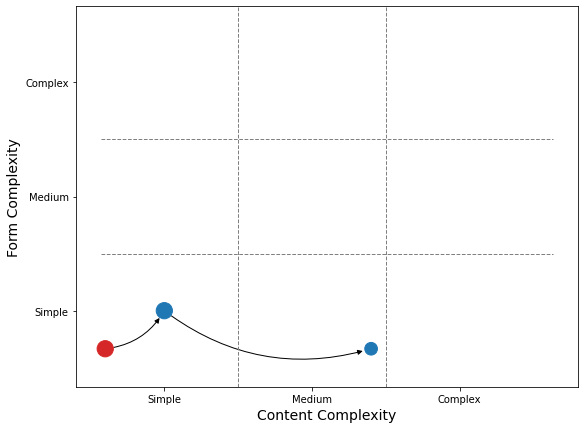 Complex
Medium
Simple
Form Complexity
Simple
Medium
Complex
Content Complexity